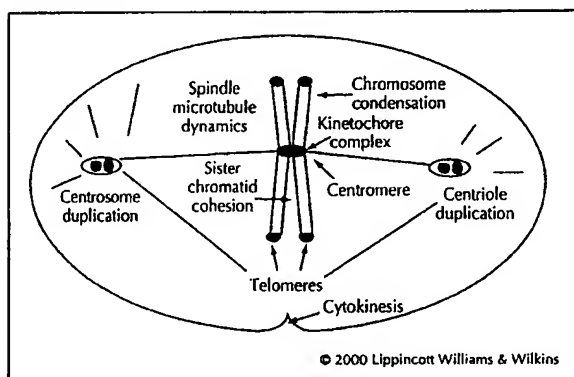 Spindle
microtubule
dynamics
Chromosome
condensation
Kinetochore
complex
Sister
chromatid
cohesion
Centromere
Centrosome
duplication
Centriole
duplication
Telomeres
Cytokinesis
© 2000 Lippincott Williams & Wilkins